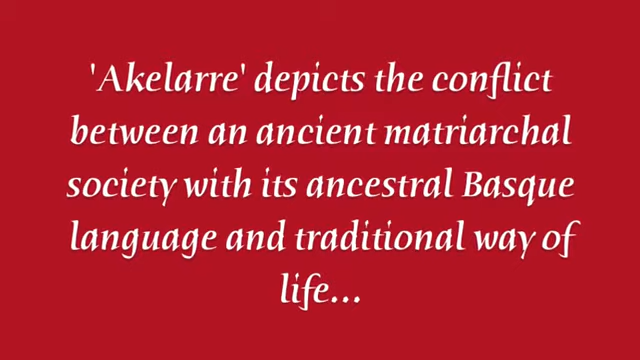 'Akelarre' depicts the conflict
between an ancient matriarchal
society with its ancestral Basque
language and traditional way of
life...